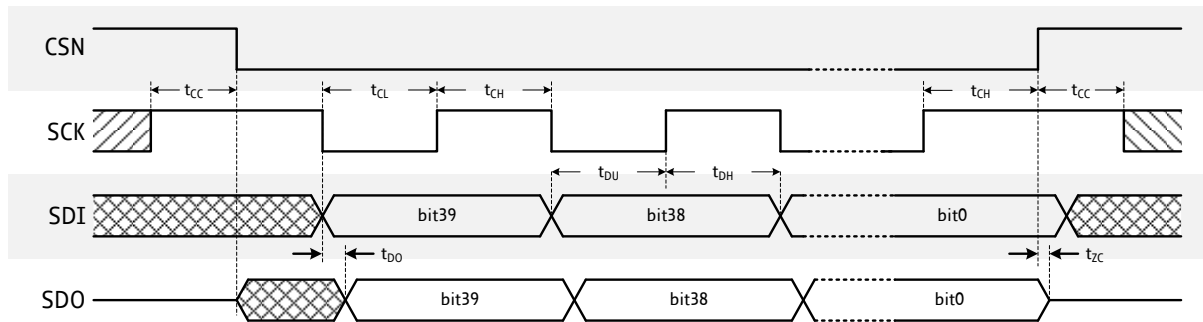 CSN
tCC tCL tCH tCH tCC
SCK
tDU tDH
SDI bit39 bit38 bit0
tDO tZC
SDO bit39 bit38 bit0